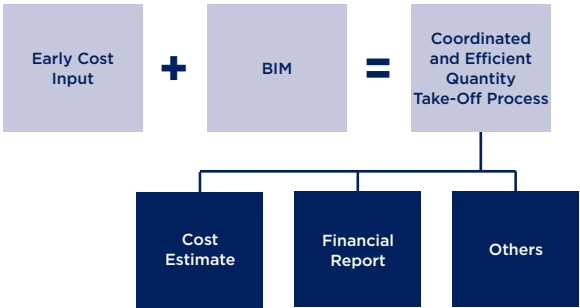 Early Cost
Input
+
BIM
=
Coordinated
and Efficient
Quantity
Take-Off Process
Cost
Estimate
Financial
Report
Others